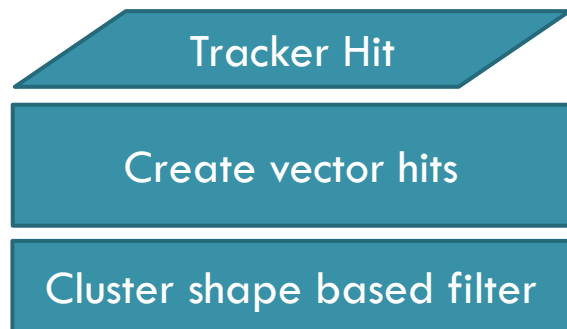 Tracker Hit
Create vector hits
Cluster shape based filter